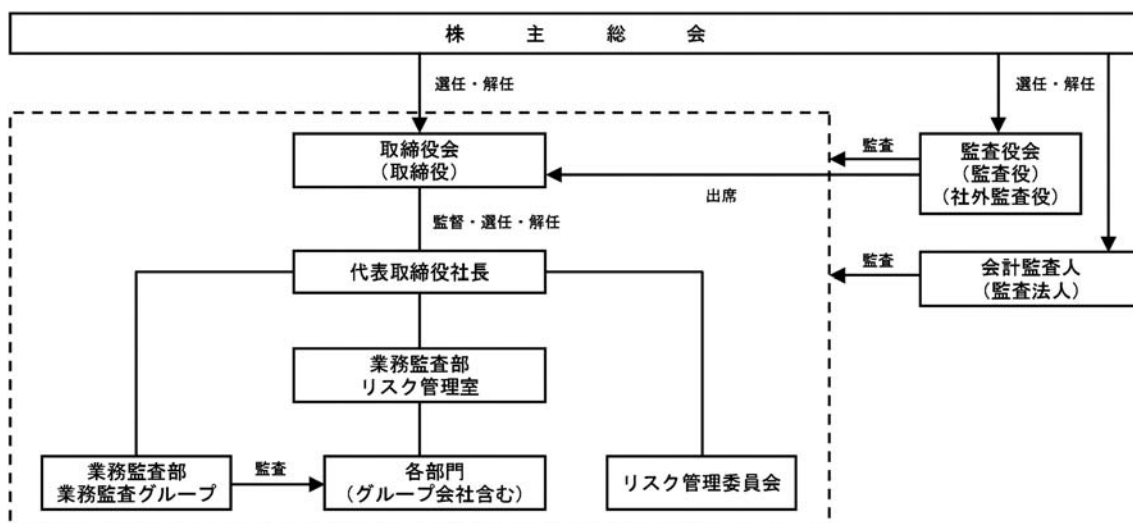 株主総会
選任・解任
選任・解任
取締役会
(取締役)
監査
監査役会
(監査役)
(社外監査役)
出席
監督・選任・解任
代表取締役社長
監査
会計監査人
(監査法人)
業務監査部
リスク管理室
業務監査部
業務監査グループ
監査
各部門
(グループ会社含む)
リスク管理委員会